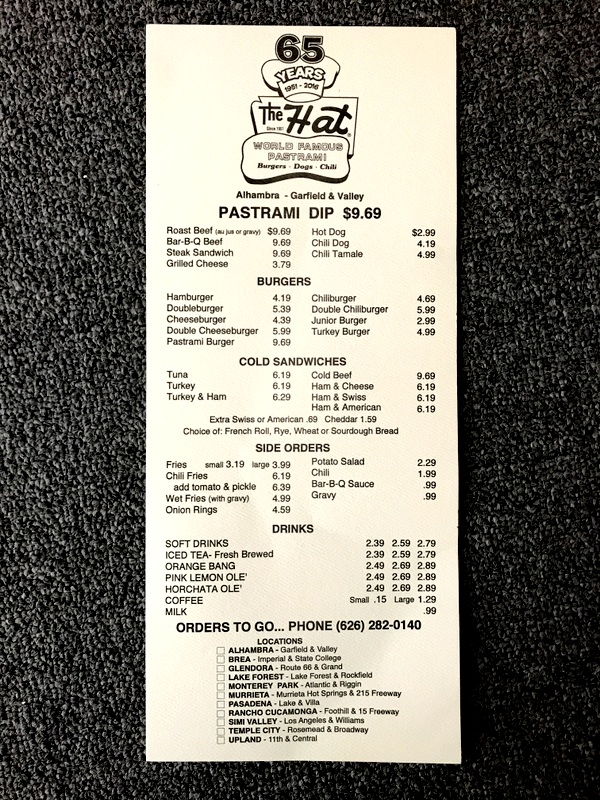 65
YEARS
1951 - 2016
The Hat
Since 1951
WORLD FAMOUS
PASTRAMI
Burgers - Dogs - Chili
Alhambra - Garfield & Valley
PASTRAMI DIP $9.69
Roast Beef (au jus or gravy) $9.69
Bar-B-Q Beef 9.69
Steak Sandwich 9.69
Grilled Cheese 3.79
Hot Dog $2.99
Chili Dog 4.19
Chili Tamale 4.99
BURGERS
Hamburger 4.19
Doubleburger 5.39
Cheeseburger 4.39
Double Cheeseburger 5.99
Pastrami Burger 9.69
Chiliburger 4.69
Double Chiliburger 5.99
Junior Burger 2.99
Turkey Burger 4.99
COLD SANDWICHES
Tuna 6.19
Turkey 6.19
Turkey & Ham 6.29
Cold Beef 9.69
Ham & Cheese 6.19
Ham & Swiss 6.19
Ham & American 6.19
Extra Swiss or American .69 Cheddar 1.59
Choice of: French Roll, Rye, Wheat or Sourdough Bread
SIDE ORDERS
Fries small 3.19 large 3.99
Chili Fries 6.19
add tomato & pickle 6.39
Wet Fries (with gravy) 4.99
Onion Rings 4.59
Potato Salad 2.29
Chili 1.99
Bar-B-Q Sauce .99
Gravy .99
DRINKS
SOFT DRINKS 2.39 2.59 2.79
ICED TEA- Fresh Brewed 2.39 2.59 2.79
ORANGE BANG 2.49 2.69 2.89
PINK LEMON OLE' 2.49 2.69 2.89
HORCHATA OLE' 2.49 2.69 2.89
COFFEE Small .15 Large 1.29
MILK .99
ORDERS TO GO... PHONE (626) 282-0140
LOCATIONS
ALHAMBRA - Garfield & Valley
BREA - Imperial & State College
GLENDORA - Route 66 & Grand
LAKE FOREST - Lake Forest & Rockfield
MONTEREY PARK - Atlantic & Riggin
MURRIETA - Murrieta Hot Springs & 215 Freeway
PASADENA - Lake & Villa
RANCHO CUCAMONGA - Foothill & 15 Freeway
SIMI VALLEY - Los Angeles & Williams
TEMPLE CITY - Rosemead & Broadway
UPLAND - 11th & Central